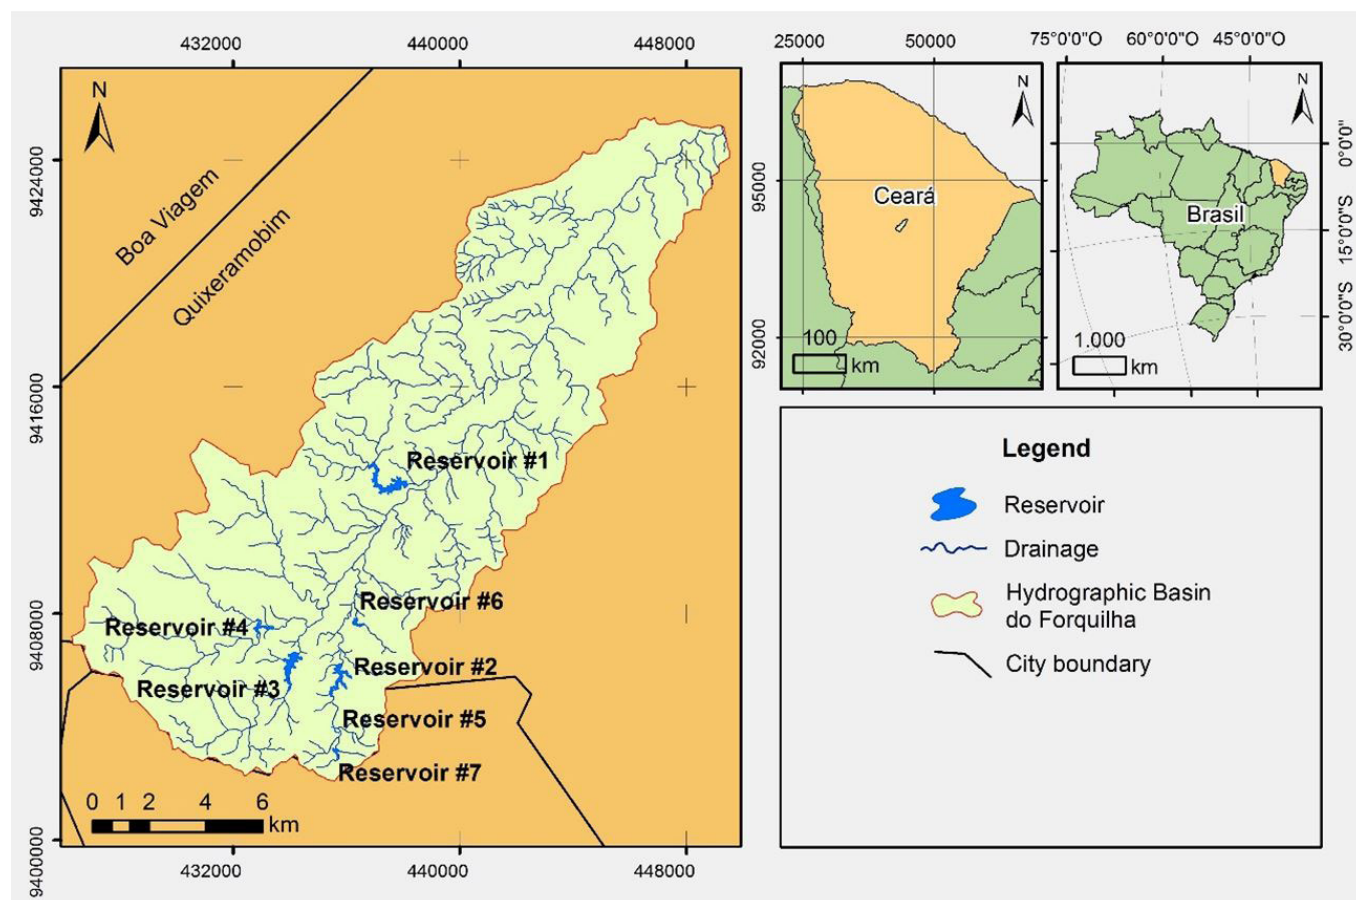 432000
440000
448000
N
9424000
9416000
9408000
9400000
Boa Viagem
Quixeramobim
Reservoir #1
Reservoir #6
Reservoir #4
Reservoir #2
Reservoir #3
Reservoir #5
Reservoir #7
0 1 2 4 6
km
432000
440000
448000
25000
50000
N
95000
92000
Ceará
100
km
75°0'0"O
60°0'0"O
45°0'0"O
N
0°0'0"
15°0'0"S
30°0'0"S
Brasil
1.000
km
Legend
Reservoir
Drainage
Hydrographic Basin
do Forquilha
City boundary